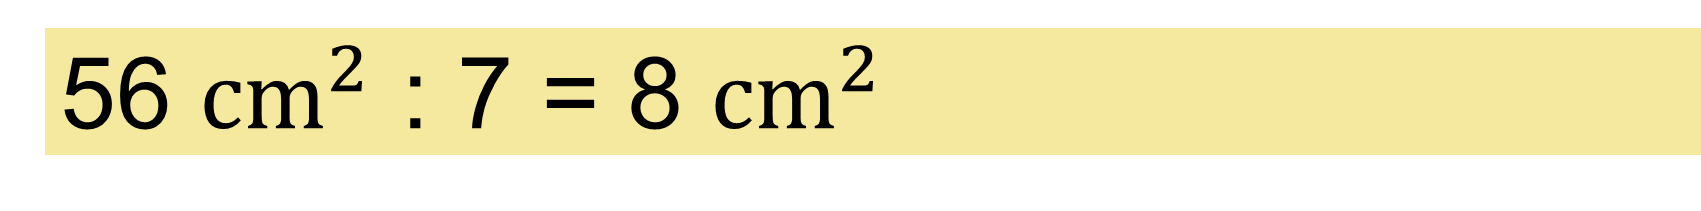 56 cm² : 7 = 8 cm²